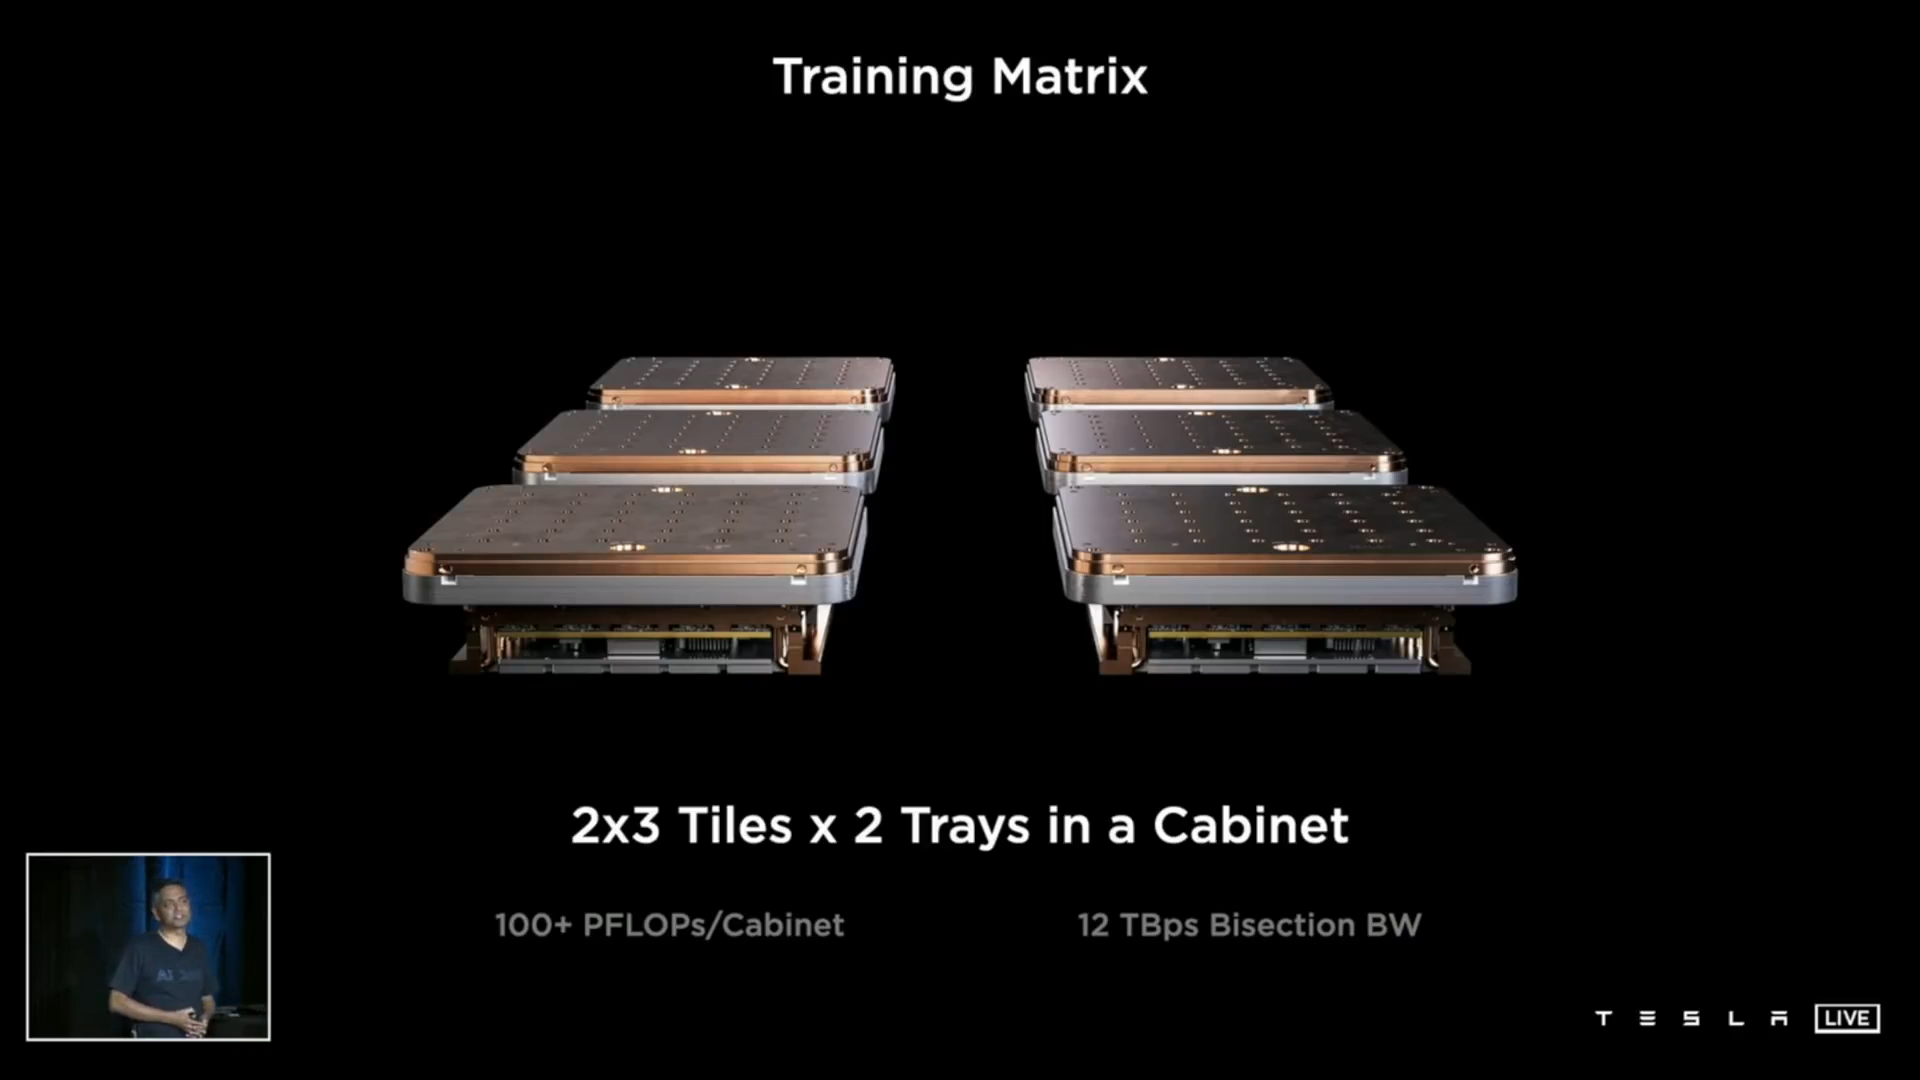 Training Matrix
2x3 Tiles x 2 Trays in a Cabinet
100+ PFLOPs/Cabinet
12 TBps Bisection BW
TESLA LIVE